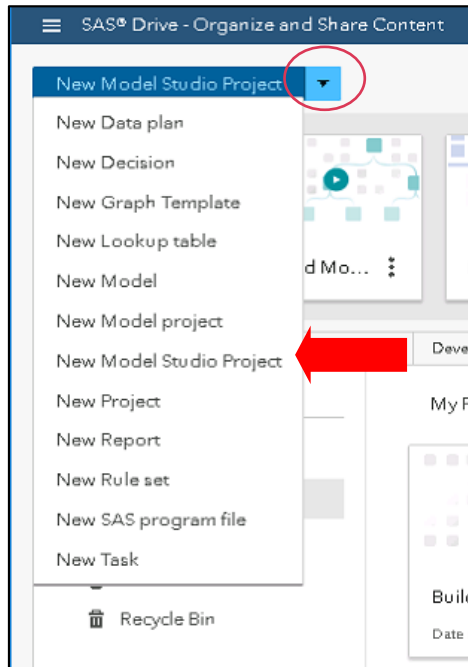 SAS® Drive - Organize and Share Content
New Model Studio Project
New Data plan
New Decision
New Graph Template
New Lookup table
New Model
d Mo...
New Model project
New Model Studio Project
Deve
New Project
My F
New Report
New Rule set
New SAS program file
New Task
Build
Recycle Bin
Date